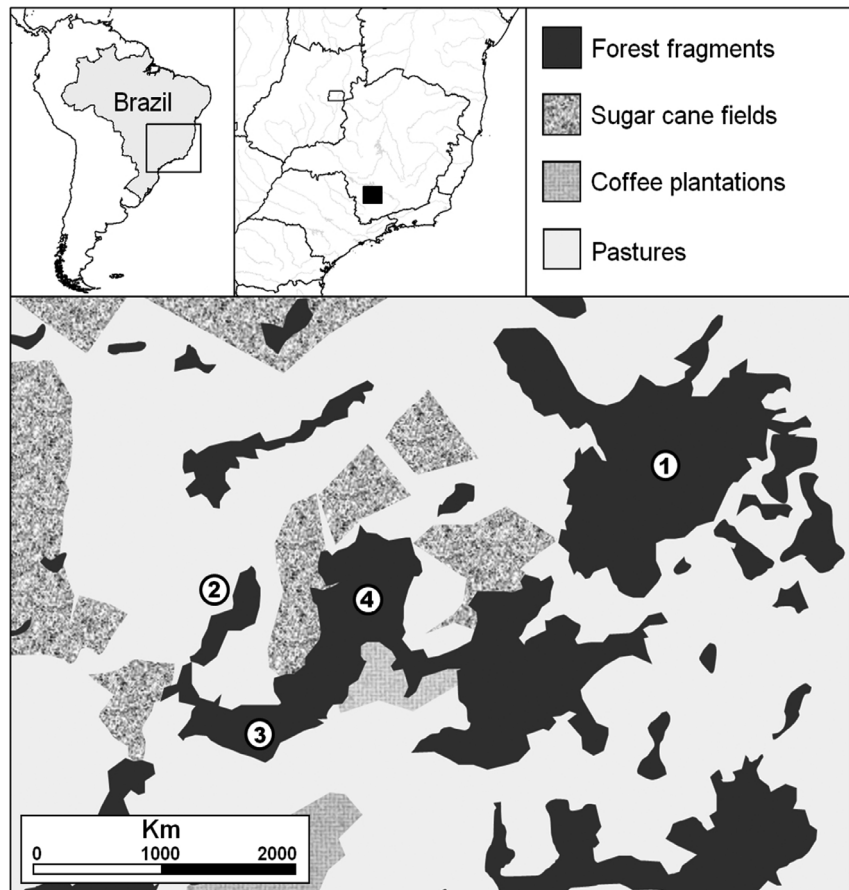 Brazil
Forest fragments
Sugar cane fields
Coffee plantations
Pastures
1
2
4
3
Km
0 1000 2000